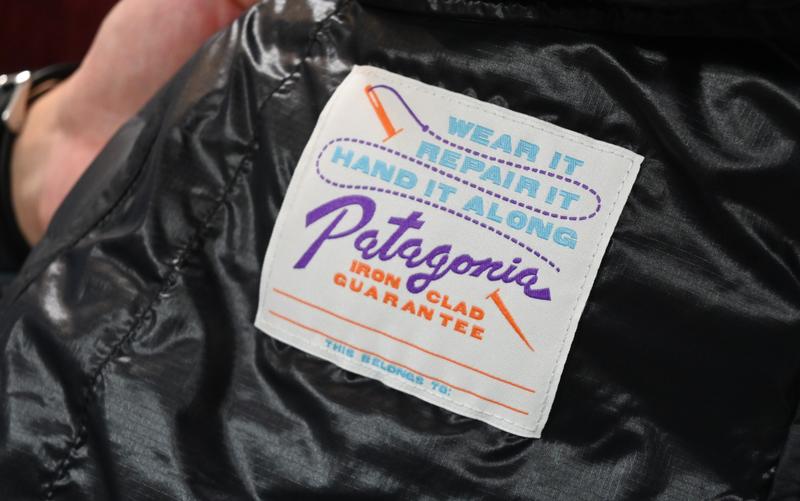 WEAR IT
REPAIR IT
HAND IT ALONG
Patagonia
IRON CLAD
GUARANTEE
THIS BELONGS TO: